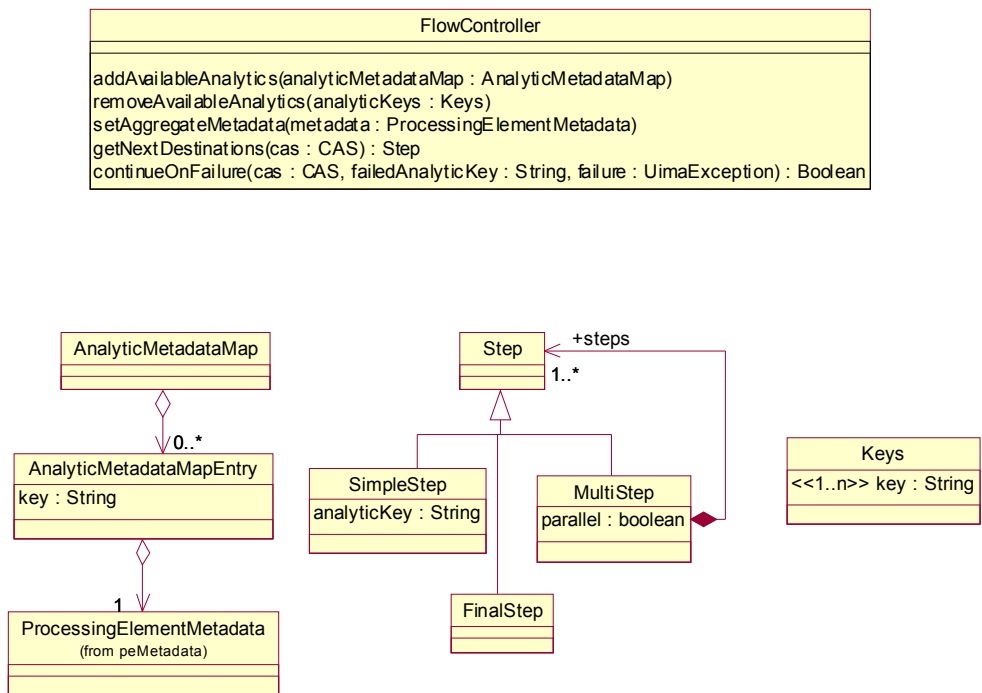 FlowController
addAvailableAnalytics(analyticMetadataMap : AnalyticMetadataMap)
removeAvailableAnalytics(analyticKeys : Keys)
setAggregateMetadata(metadata : ProcessingElementMetadata)
getNextDestinations(cas : CAS) : Step
continueOnFailure(cas : CAS, failedAnalyticKey : String, failure : UimaException) : Boolean
AnalyticMetadataMap
0..*
AnalyticMetadataMapEntry
key : String
1
ProcessingElementMetadata
(from peMetadata)
Step
+steps
1..*
SimpleStep
analyticKey : String
MultiStep
parallel : boolean
FinalStep
Keys
<<1..n>> key : String